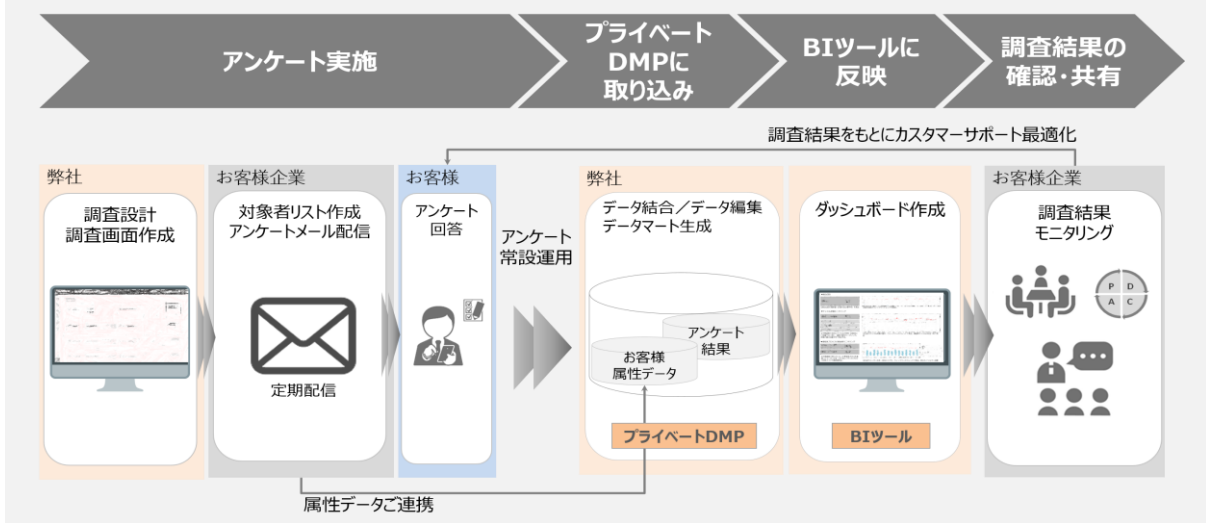 アンケート実施
プライベート
DMPに
取り込み
BIツールに
反映
調査結果の
確認・共有
調査結果をもとにカスタマーサポート最適化
弊社
調査設計
調査画面作成
お客様企業
対象者リスト作成
アンケートメール配信
定期配信
お客様
アンケート
回答
アンケート
常設運用
弊社
データ結合／データ編集
データマート生成
アンケート
結果
お客様
属性データ
プライベートDMP
ダッシュボード作成
BIツール
お客様企業
調査結果
モニタリング
P D
A C
属性データご連携